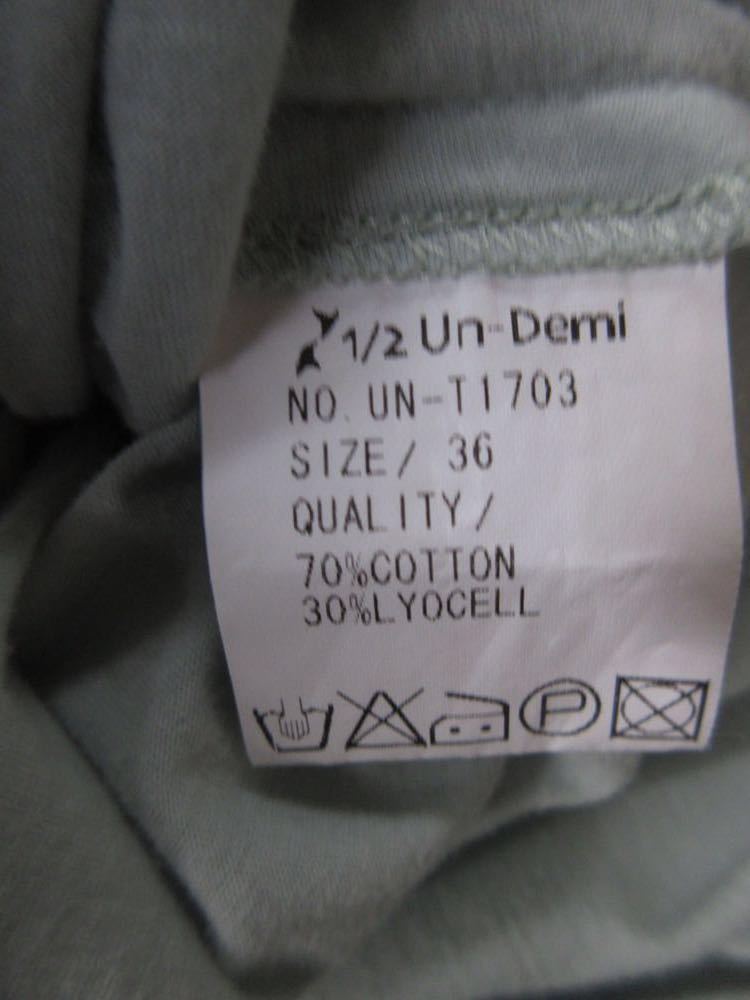 1/2 Un-Demi
NO. UN-T1703
SIZE/ 36
QUALITY/
70%COTTON
30%LYOCELL
P